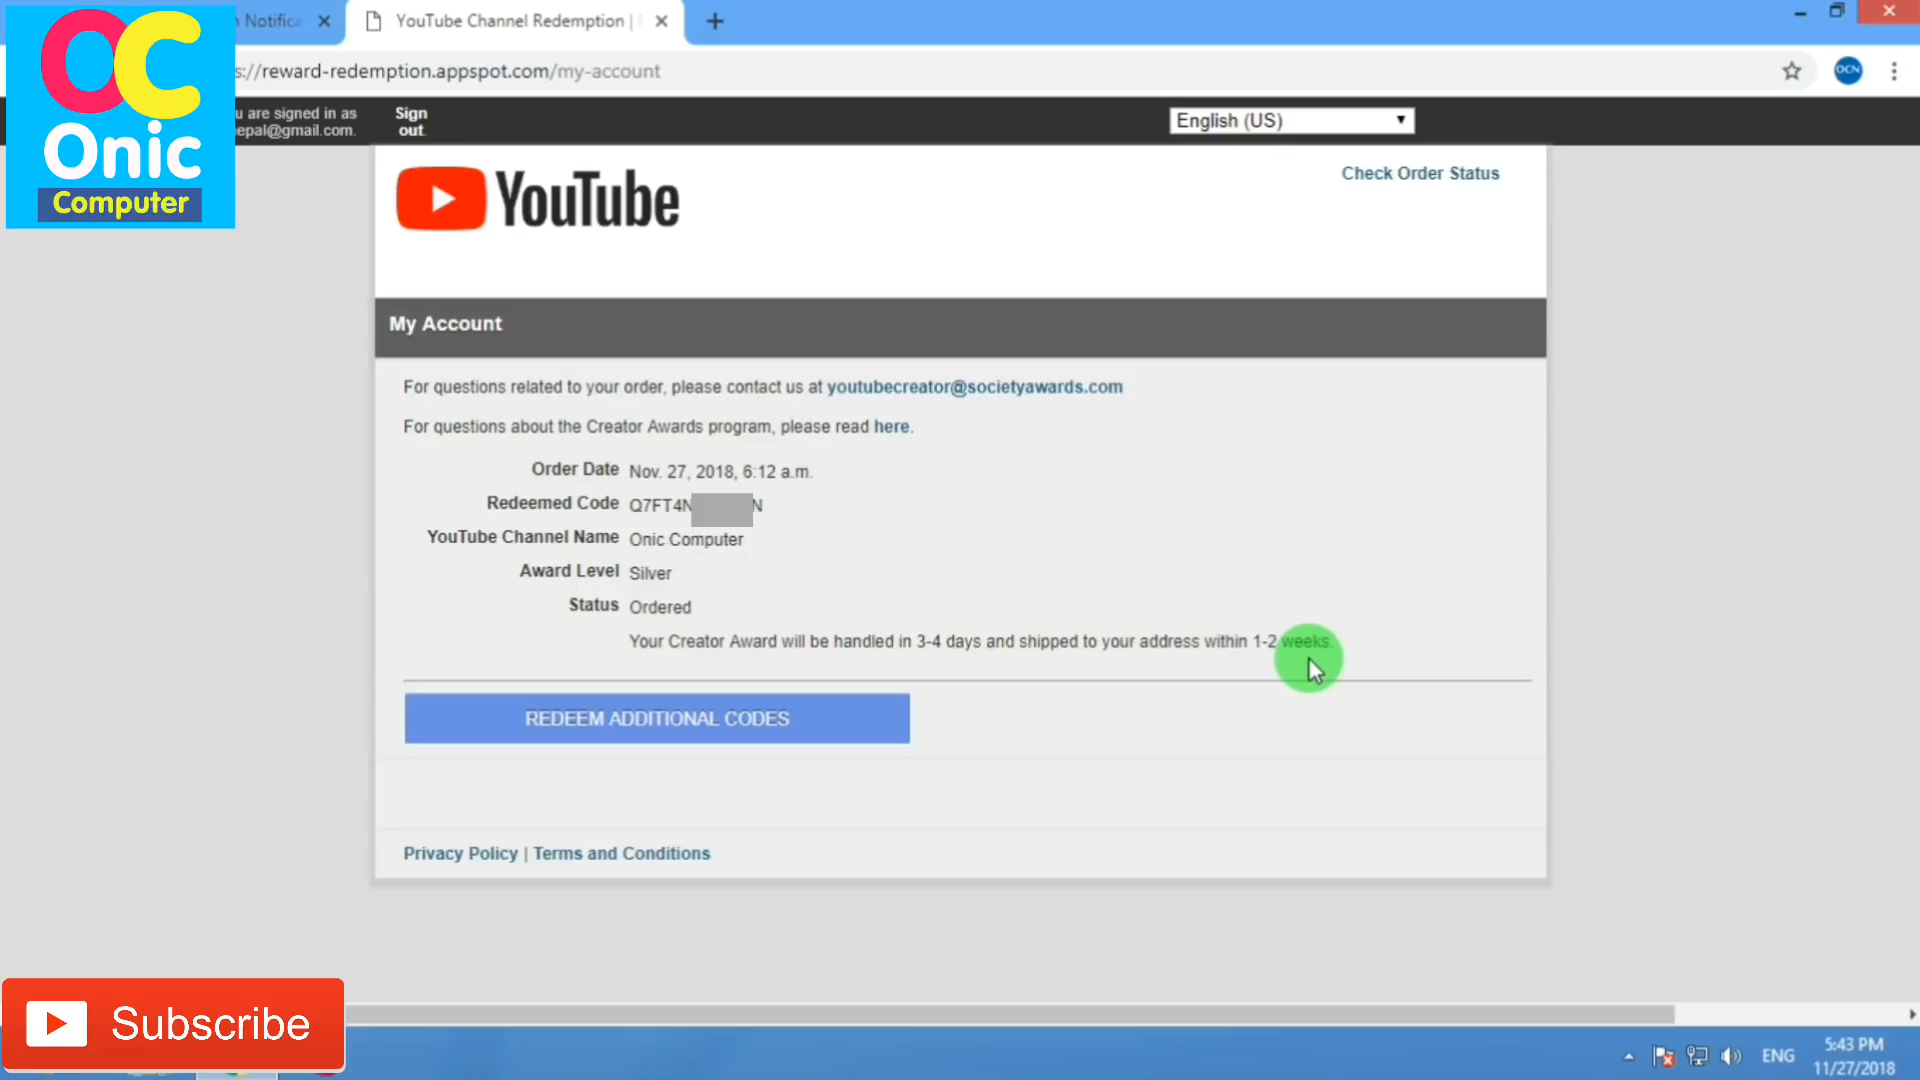 Notific
YouTube Channel Redemption |
s://reward-redemption.appspot.com/my-account
OCN
OC
Onic
Computer
u are signed in as
epal@gmail.com.
Sign
out.
English (US)
YouTube
Check Order Status
My Account
For questions related to your order, please contact us at youtubecreator@societyawards.com
For questions about the Creator Awards program, please read here.
Order Date Nov. 27, 2018, 6:12 a.m.
Redeemed Code Q7FT4N N
YouTube Channel Name Onic Computer
Award Level Silver
Status Ordered
Your Creator Award will be handled in 3-4 days and shipped to your address within 1-2 weeks.
REDEEM ADDITIONAL CODES
Privacy Policy | Terms and Conditions
Subscribe
ENG
5:43 PM
11/27/2018